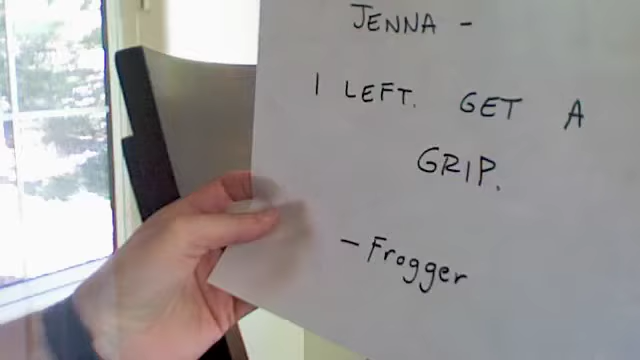 JENNA -
I LEFT. GET A
GRIP.
- Frogger